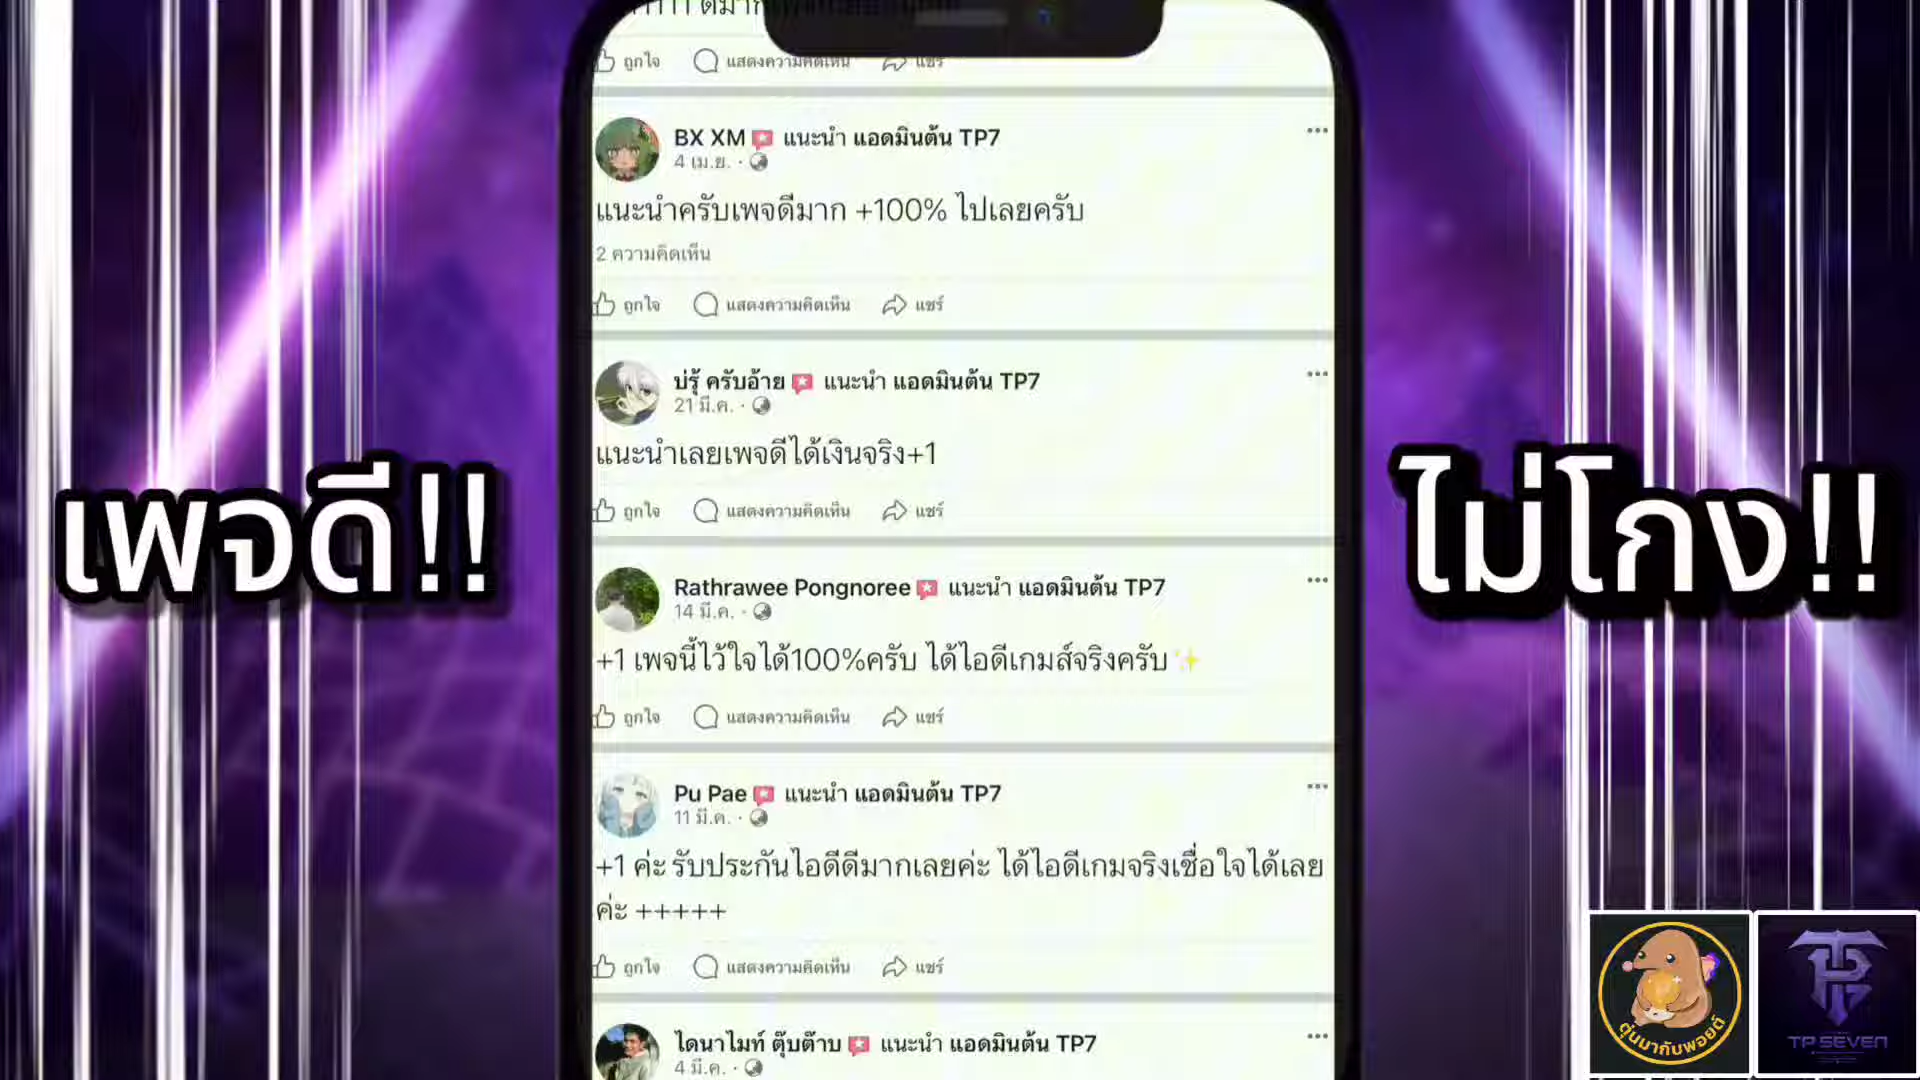 ถูกใจ แสดงความคิดเห็น แชร์
BX XM แนะนำ แอดมินต้น TP7
4 เม.ย.
แนะนำครับเพจดีมาก +100% ไปเลยครับ
2 ความคิดเห็น
ถูกใจ แสดงความคิดเห็น แชร์
บ่รุ้ ครับอ้าย แนะนำ แอดมินต้น TP7
21 มี.ค.
แนะนำเลยเพจดีได้เงินจริง+1
ถูกใจ แสดงความคิดเห็น แชร์
เพจดี!!
ไม่โกง!!
Rathrawee Pongnoree แนะนำ แอดมินต้น TP7
14 มี.ค.
+1 เพจนี้ไว้ใจได้100%ครับ ได้ไอดีเกมส์จริงครับ✨
ถูกใจ แสดงความคิดเห็น แชร์
Pu Pae แนะนำ แอดมินต้น TP7
11 มี.ค.
+1 ค่ะ รับประกันไอดีดีมากเลยค่ะ ได้ไอดีเกมจริงเชื่อใจได้เลย
ค่ะ +++++
ถูกใจ แสดงความคิดเห็น แชร์
ไดนาไมท์ ตุ๊บต๊าบ แนะนำ แอดมินต้น TP7
4 มี.ค.
ตุ่นมากับพอยต์
TP SEVEN